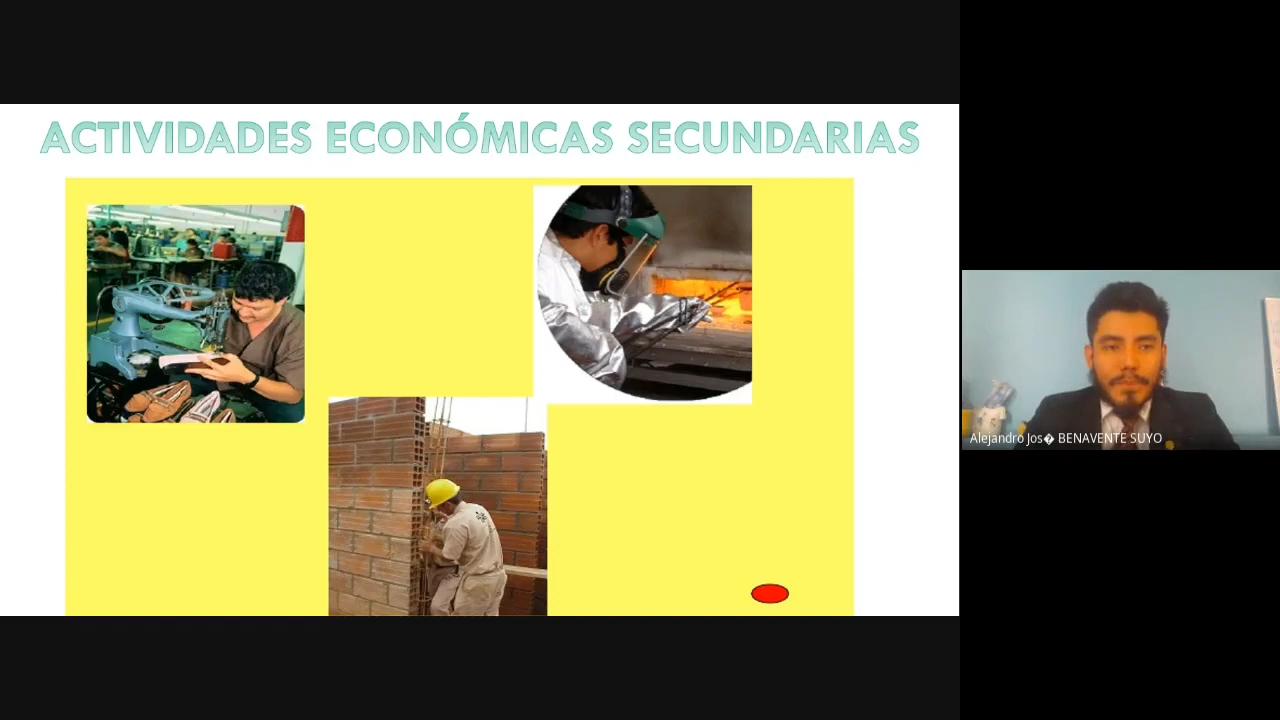 ACTIVIDADES ECONÓMICAS SECUNDARIAS
Alejandro Jos� BENAVENTE SUYO